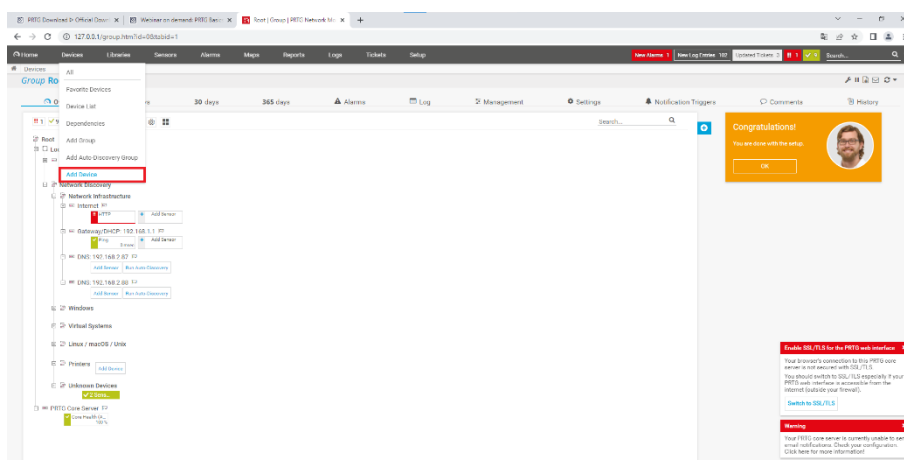 PRTG Download & Official Down
Webinar on demand: PRTG Basic
Root | Group | PRTG Network Mo
127.0.0.1/group.htm?id=0&tabid=1
Home Devices Libraries Sensors Alarms Maps Reports Logs Tickets Setup
New Alarms 1 New Log Entries Updated Tickets 3 1 9 Search...
Devices
Group Ro
All
Favorite Devices
Device List
Dependencies
Add Group
Add Auto-Discovery Group
Add Device
30 days 365 days Alarms Log Management Settings Notification Triggers Comments History
Search...
Root
Network Discovery
Network Infrastructure
Internet
HTTP Add Sensor
Gateway/DHCP: 192.168.1.1
Ping Add Sensor
DNS: 192.168.2.87
Add Sensor Run Auto-Discovery
DNS: 192.168.2.88
Add Sensor Run Auto-Discovery
Windows
Virtual Systems
Linux / macOS / Unix
Printers Add Device
Unknown Devices
2 Sens...
PRTG Core Server
Core Health (A...
100 %
Congratulations!
You are done with the setup.
OK
Enable SSL/TLS for the PRTG web interface
Your browser's connection to this PRTG core
server is not secured with SSL/TLS.
You should switch to SSL/TLS especially if your
PRTG web interface is accessible from the
internet (outside your firewall).
Switch to SSL/TLS
Warning
Your PRTG core server is currently unable to sen
email notifications. Check your configuration.
Click here for more information!